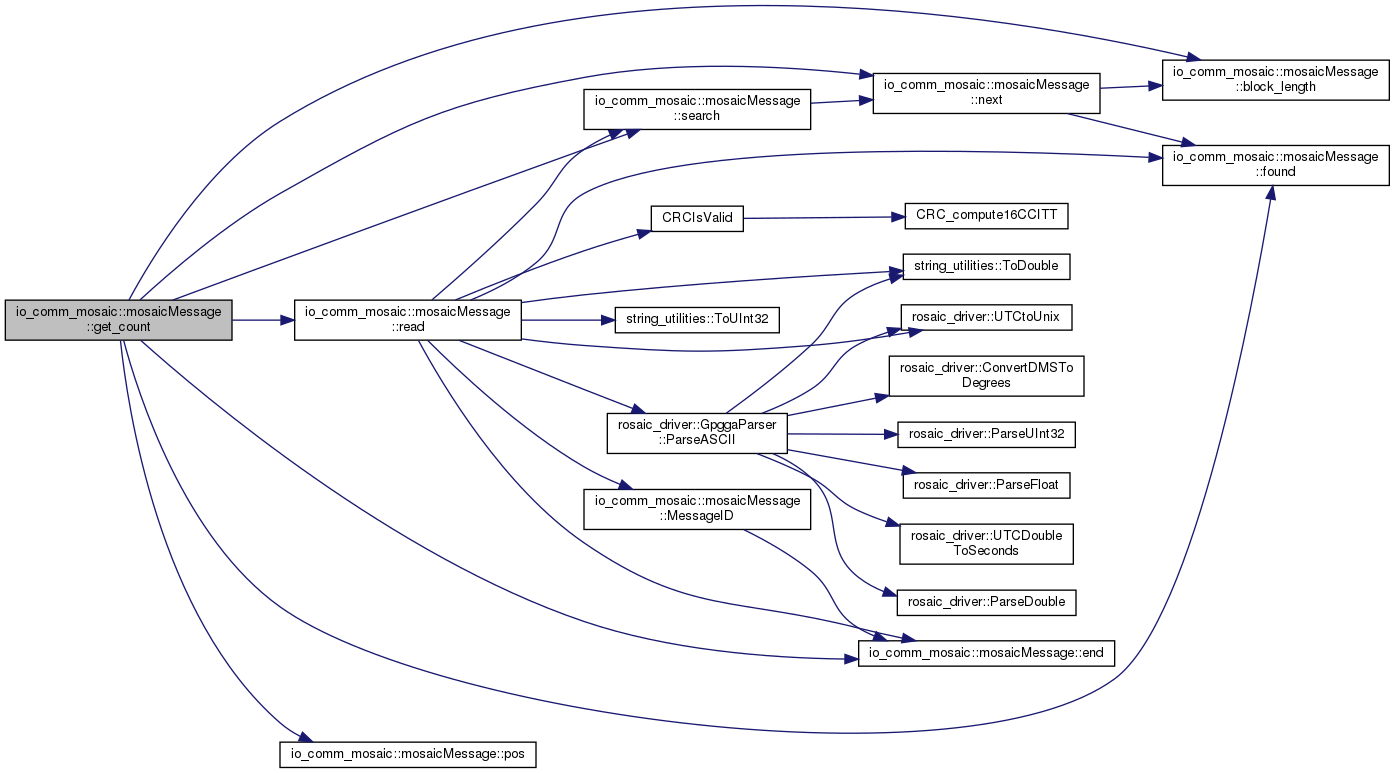 io_comm_mosaic::mosaicMessage
::get_count
io_comm_mosaic::mosaicMessage
::read
io_comm_mosaic::mosaicMessage
::search
io_comm_mosaic::mosaicMessage
::next
io_comm_mosaic::mosaicMessage
::block_length
io_comm_mosaic::mosaicMessage
::found
CRCIsValid
CRC_compute16CCITT
string_utilities::ToDouble
string_utilities::ToUInt32
rosaic_driver::UTCtoUnix
rosaic_driver::ConvertDMSTo
Degrees
rosaic_driver::GpggaParser
::ParseASCII
rosaic_driver::ParseUInt32
rosaic_driver::ParseFloat
io_comm_mosaic::mosaicMessage
::MessageID
rosaic_driver::UTCDouble
ToSeconds
rosaic_driver::ParseDouble
io_comm_mosaic::mosaicMessage::end
io_comm_mosaic::mosaicMessage::pos